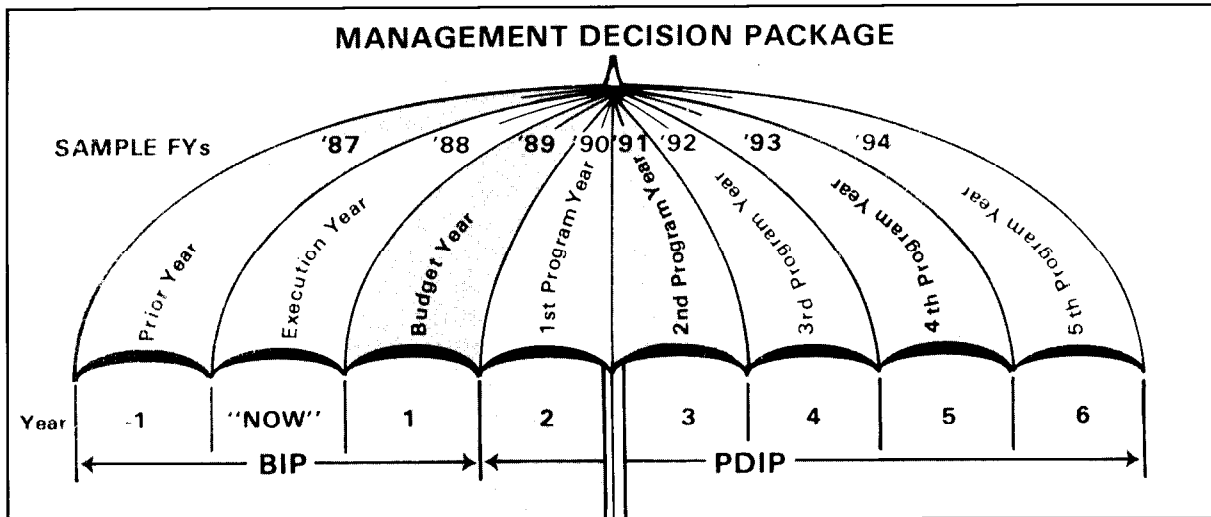 MANAGEMENT DECISION PACKAGE
SAMPLE FYs '87 '88 '89 '90 '91 '92 '93 '94
Prior Year
Execution Year
Budget Year
1st Program Year
2nd Program Year
3rd Program Year
4th Program Year
5th Program Year
Year -1 "NOW" 1 2 3 4 5 6
BIP PDIP